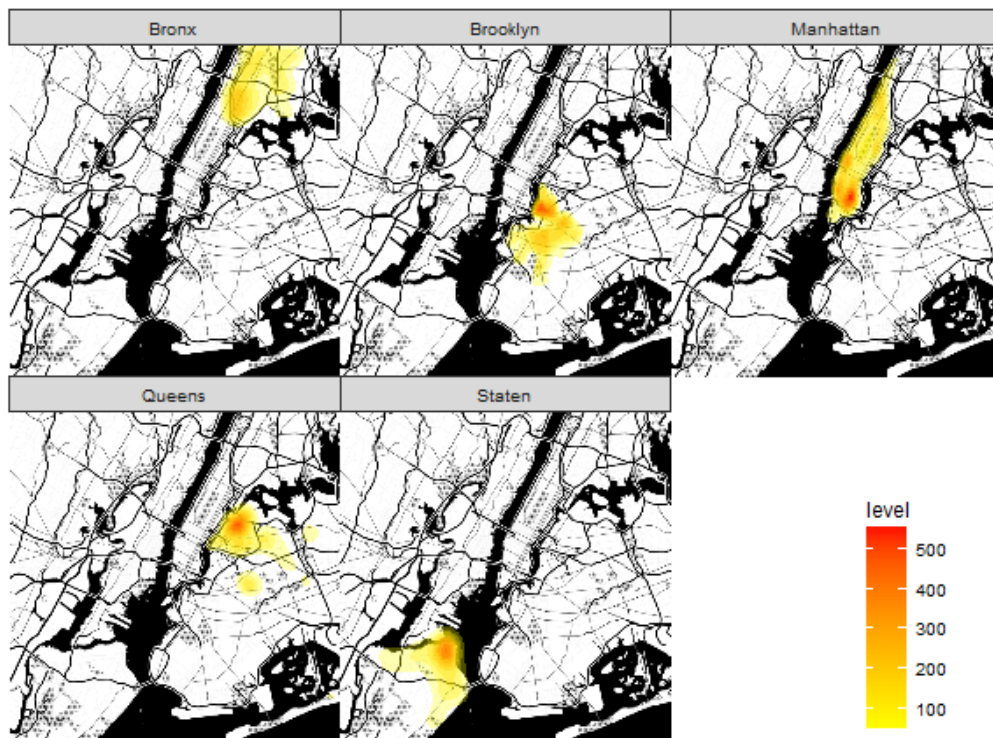 Bronx
Brooklyn
Manhattan
Queens
Staten
level
500
400
300
200
100